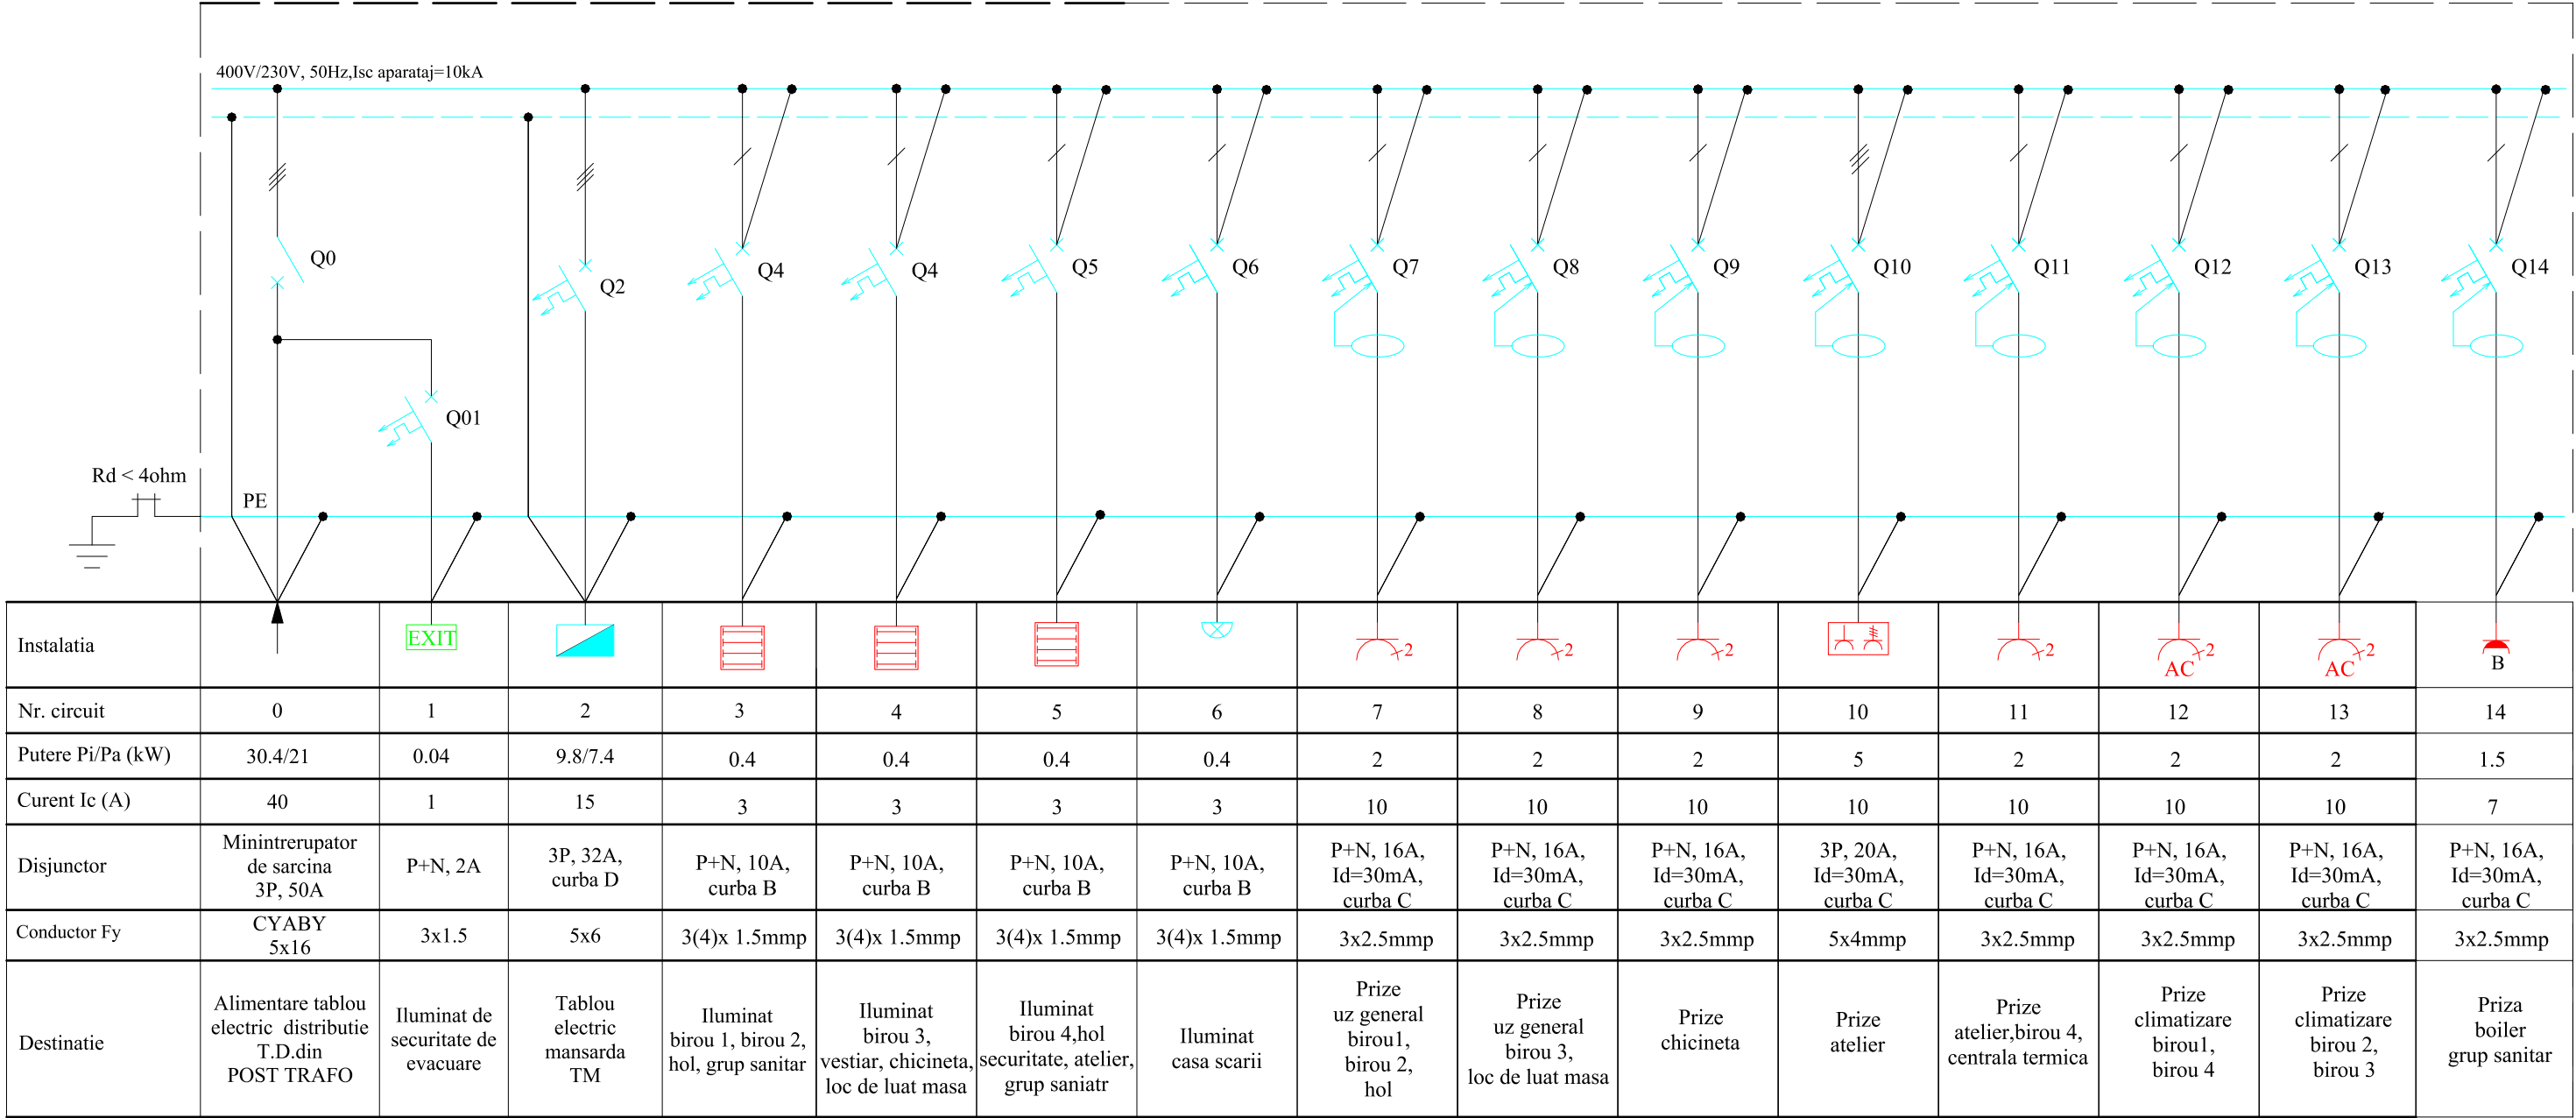 400V/230V, 50Hz,Isc aparataj=10kA
Q0
Q01
Q2
Q4
Q4
Q5
Q6
Q7
Q8
Q9
Q10
Q11
Q12
Q13
Q14
Rd < 4ohm
PE
Instalatia
EXIT
2
2
2
2
2
AC
2
AC
B
Nr. circuit
0
1
2
3
4
5
6
7
8
9
10
11
12
13
14
Putere Pi/Pa (kW)
30.4/21
0.04
9.8/7.4
0.4
0.4
0.4
0.4
2
2
2
5
2
2
2
1.5
Curent Ic (A)
40
1
15
3
3
3
3
10
10
10
10
10
10
10
7
Disjunctor
Minintrerupator
de sarcina
3P, 50A
P+N, 2A
3P, 32A,
curba D
P+N, 10A,
curba B
P+N, 10A,
curba B
P+N, 10A,
curba B
P+N, 10A,
curba B
P+N, 16A,
Id=30mA,
curba C
P+N, 16A,
Id=30mA,
curba C
P+N, 16A,
Id=30mA,
curba C
3P, 20A,
Id=30mA,
curba C
P+N, 16A,
Id=30mA,
curba C
P+N, 16A,
Id=30mA,
curba C
P+N, 16A,
Id=30mA,
curba C
P+N, 16A,
Id=30mA,
curba C
Conductor Fy
CYABY
5x16
3x1.5
5x6
3(4)x 1.5mmp
3(4)x 1.5mmp
3(4)x 1.5mmp
3(4)x 1.5mmp
3x2.5mmp
3x2.5mmp
3x2.5mmp
5x4mmp
3x2.5mmp
3x2.5mmp
3x2.5mmp
3x2.5mmp
Destinatie
Alimentare tablou
electric distributie
T.D.din
POST TRAFO
Iluminat de
securitate de
evacuare
Tablou
electric
mansarda
TM
Iluminat
birou 1, birou 2,
hol, grup sanitar
Iluminat
birou 3,
vestiar, chicineta,
loc de luat masa
Iluminat
birou 4,hol
securitate, atelier,
grup saniatr
Iluminat
casa scarii
Prize
uz general
birou1,
birou 2,
hol
Prize
uz general
birou 3,
loc de luat masa
Prize
chicineta
Prize
atelier
Prize
atelier,birou 4,
centrala termica
Prize
climatizare
birou1,
birou 4
Prize
climatizare
birou 2,
birou 3
Priza
boiler
grup sanitar